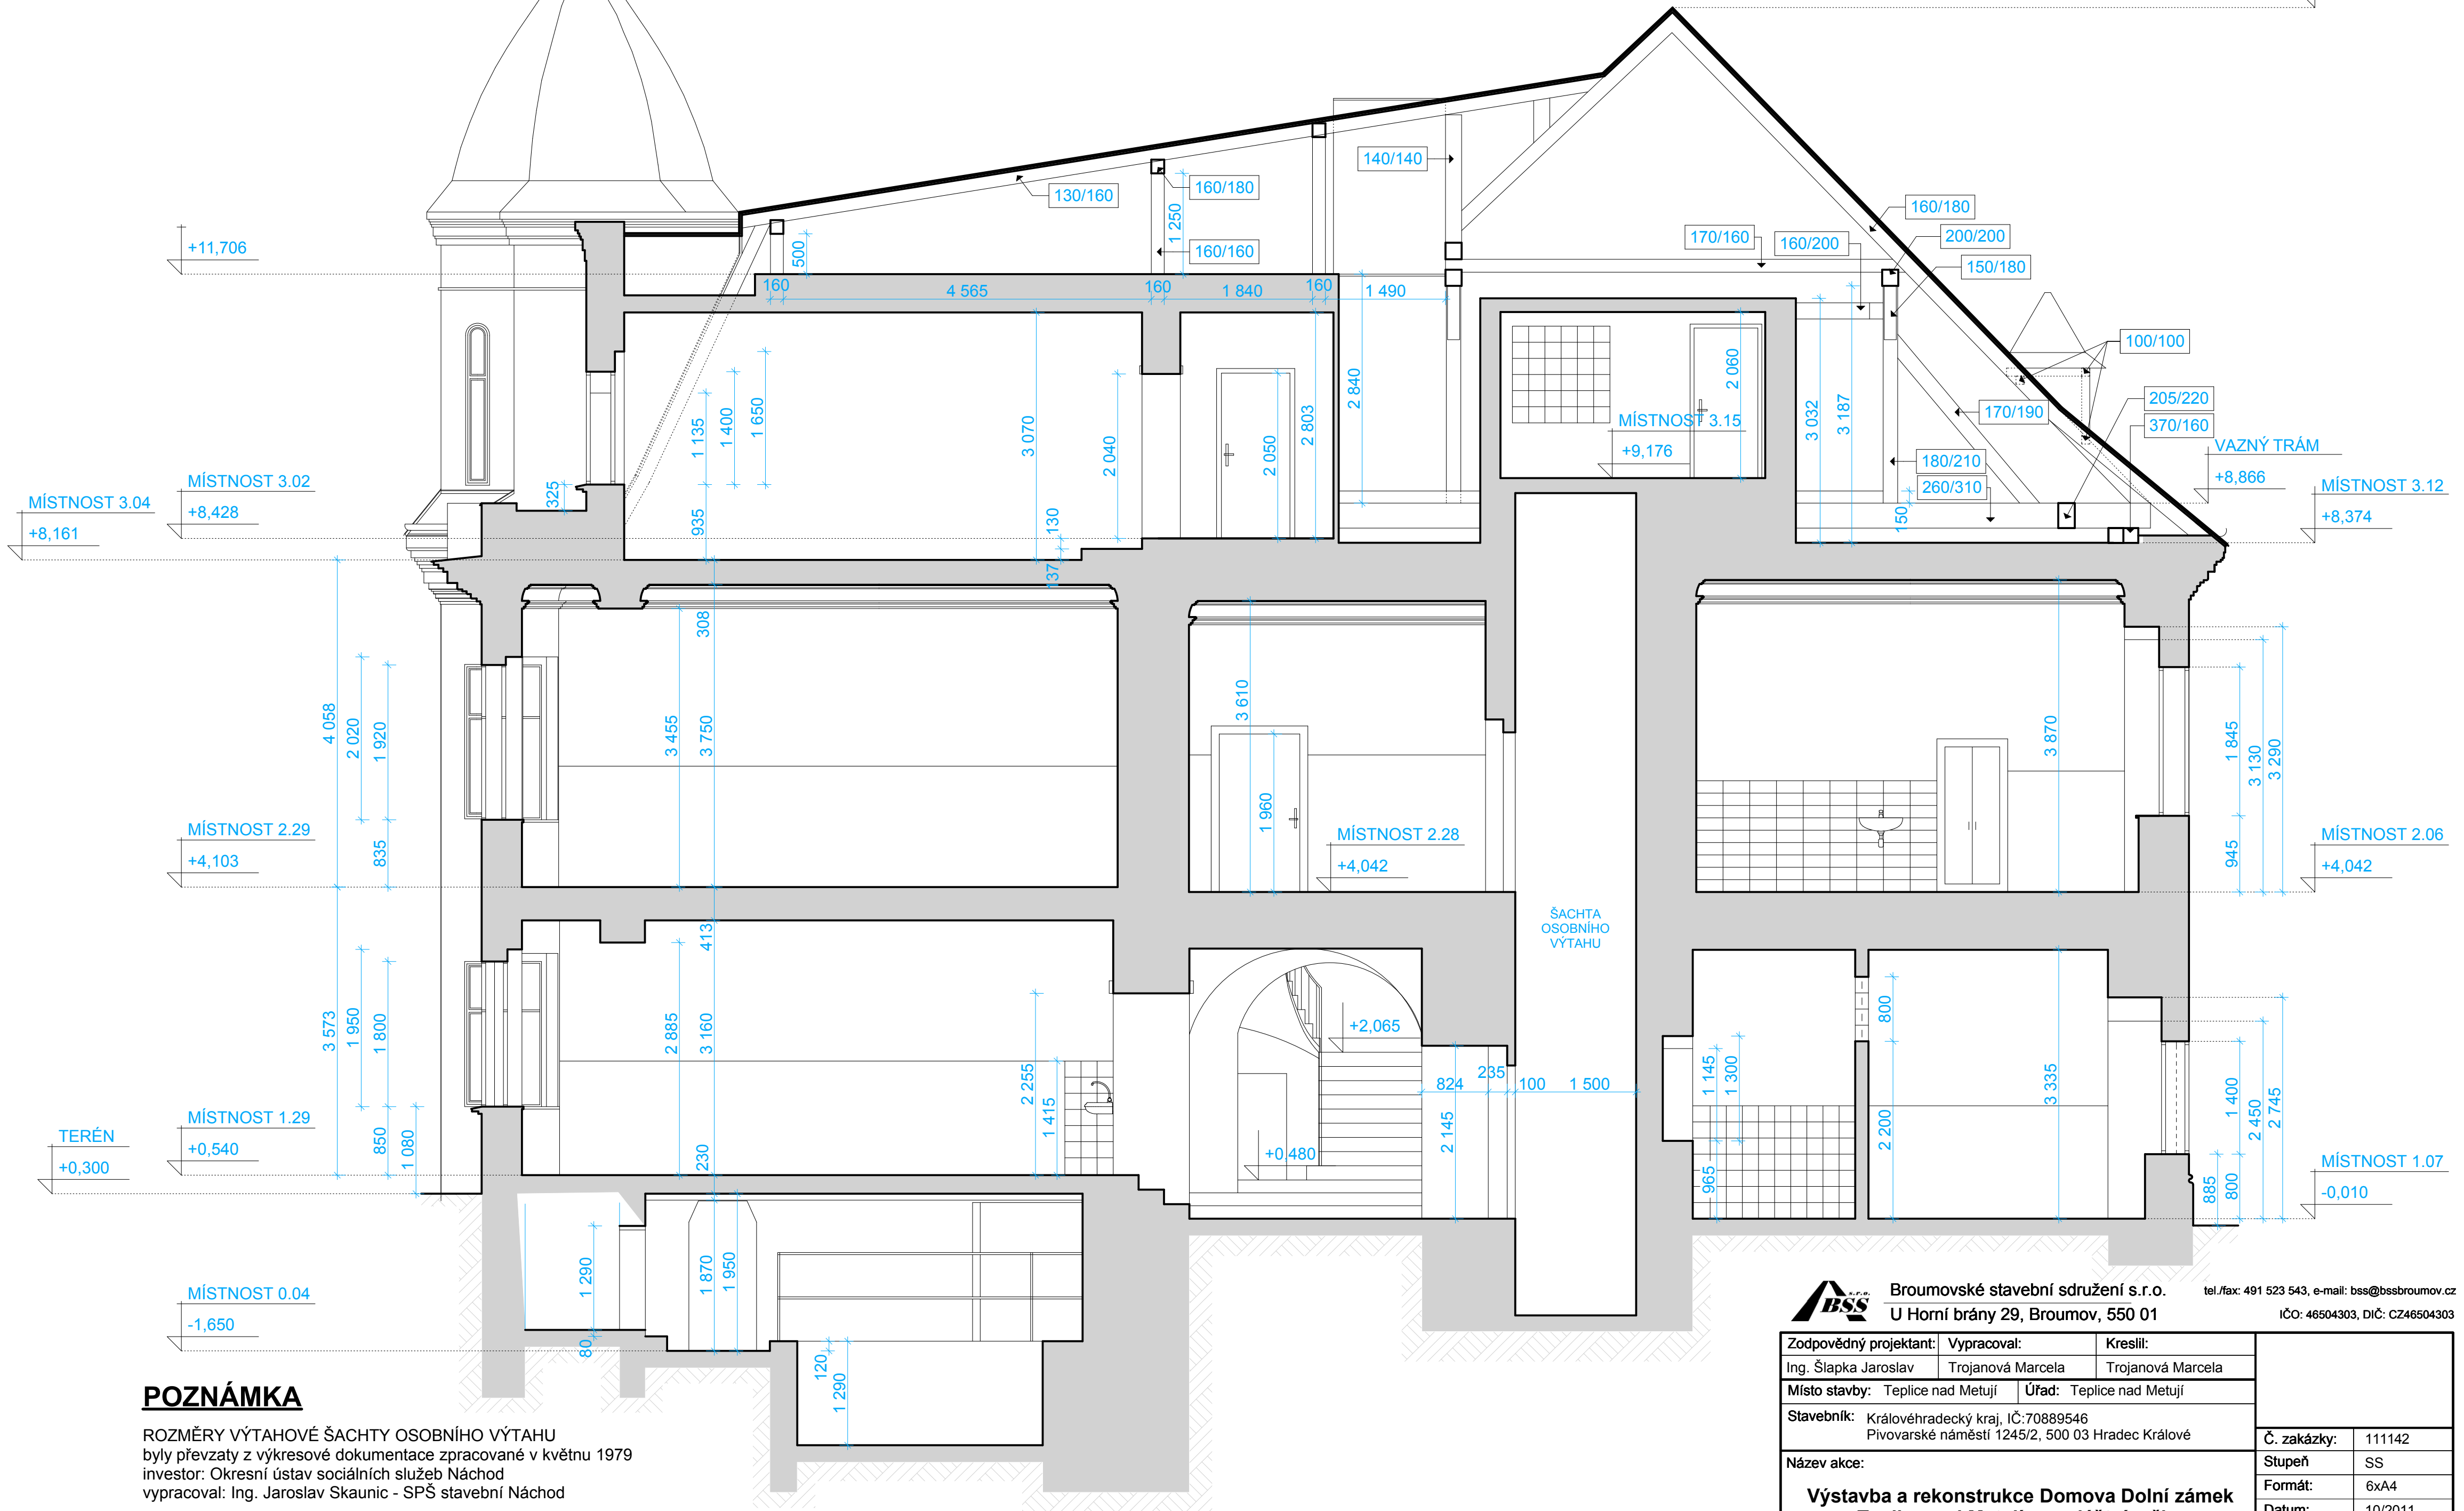 +11,706
MÍSTNOST 3.04
+8,161
MÍSTNOST 3.02
+8,428
MÍSTNOST 2.29
+4,103
MÍSTNOST 1.29
+0,540
TERÉN
+0,300
MÍSTNOST 0.04
-1,650
130/160
160/180
160/160
140/140
1 250
500
160
4 565
160
1 840
160
1 490
170/160
160/200
160/180
200/200
150/180
100/100
205/220
370/160
170/190
180/210
260/310
150
VAZNÝ TRÁM
+8,866
MÍSTNOST 3.12
+8,374
MÍSTNOST 3.15
+9,176
2 060
3 032
3 187
2 840
2 803
2 050
2 040
3 070
1 650
1 400
1 135
935
325
130
137
308
4 058
2 020
1 920
835
3 455
3 750
3 610
1 960
MÍSTNOST 2.28
+4,042
3 870
1 845
3 130
3 290
945
MÍSTNOST 2.06
+4,042
ŠACHTA
OSOBNÍHO
VÝTAHU
413
3 573
1 950
1 800
850
1 080
2 885
3 160
230
2 255
1 415
+2,065
+0,480
824
235
100
1 500
2 145
1 145
1 300
965
800
2 200
3 335
1 400
2 450
2 745
885
800
MÍSTNOST 1.07
-0,010
1 290
80
1 870
1 950
120
1 290
POZNÁMKA
ROZMĚRY VÝTAHOVÉ ŠACHTY OSOBNÍHO VÝTAHU
byly převzaty z výkresové dokumentace zpracované v květnu 1979
investor: Okresní ústav sociálních služeb Náchod
vypracoval: Ing. Jaroslav Skaunic - SPŠ stavební Náchod
s.r.o.
BSS
Broumovské stavební sdružení s.r.o.
U Horní brány 29, Broumov, 550 01
tel./fax: 491 523 543, e-mail: bss@bssbroumov.cz
IČO: 46504303, DIČ: CZ46504303
Zodpovědný projektant: Vypracoval: Kreslil:
Ing. Šlapka Jaroslav Trojanová Marcela Trojanová Marcela
Místo stavby: Teplice nad Metují Úřad: Teplice nad Metují
Stavebník: Královéhradecký kraj, IČ:70889546
Pivovarské náměstí 1245/2, 500 03 Hradec Králové
Název akce:
Výstavba a rekonstrukce Domova Dolní zámek
Č. zakázky: 111142
Stupeň SS
Formát: 6xA4
Datum: 10/2011